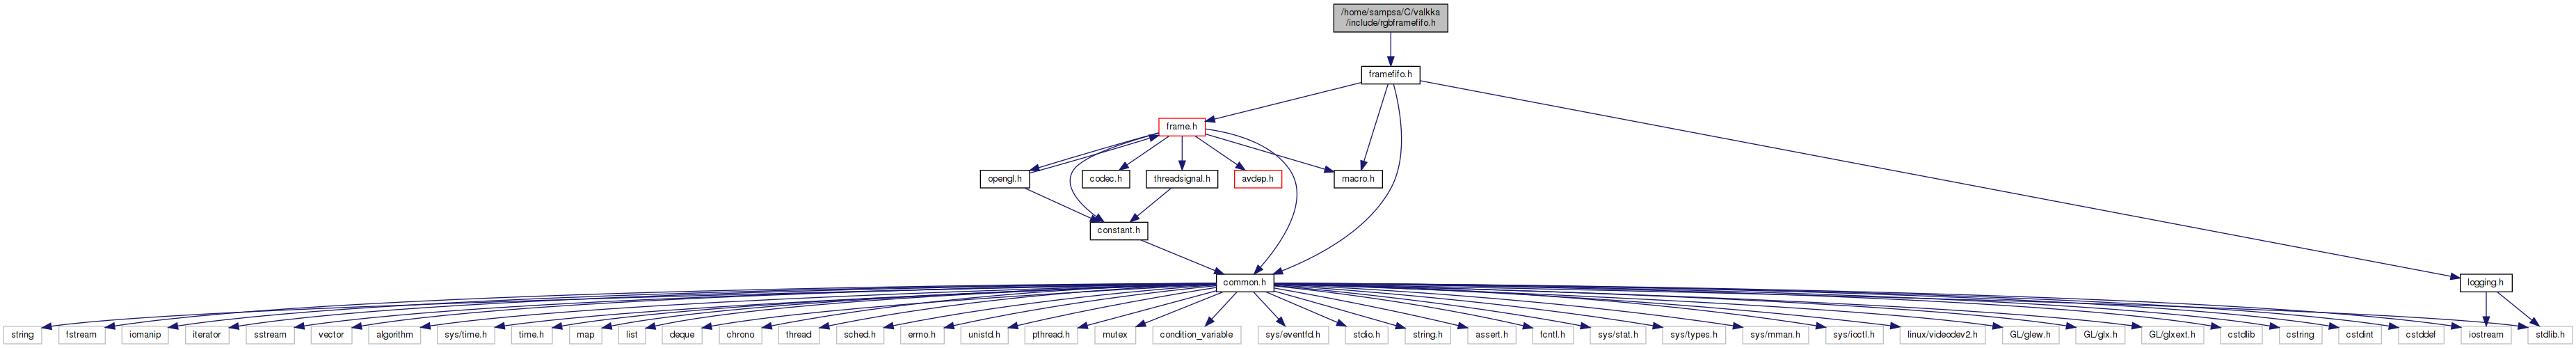 /home/sampsa/C/valkka
/include/rgbframefifo.h
framefifo.h
frame.h
opengl.h
codec.h
threadsignal.h
avdep.h
macro.h
constant.h
common.h
logging.h
string
fstream
iomanip
iterator
sstream
vector
algorithm
sys/time.h
time.h
map
list
deque
chrono
thread
sched.h
errno.h
unistd.h
pthread.h
mutex
condition_variable
sys/eventfd.h
stdio.h
string.h
assert.h
fcntl.h
sys/stat.h
sys/types.h
sys/mman.h
sys/ioctl.h
linux/videodev2.h
GL/glew.h
GL/glx.h
GL/glxext.h
cstdlib
cstring
cstdint
cstddef
iostream
stdlib.h